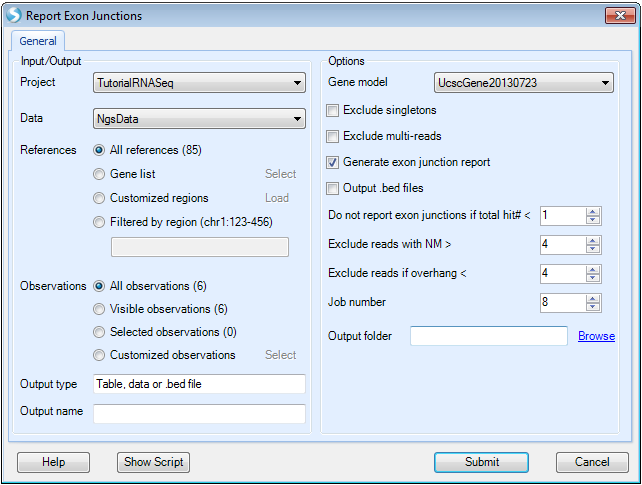 Report Exon Junctions
General
Input/Output
Project TutorialRNASeq
Data NgsData
References All references (85)
Gene list Select
Customized regions Load
Filtered by region (chr1:123-456)
Observations All observations (6)
Visible observations (6)
Selected observations (0)
Customized observations Select
Output type Table, data or .bed file
Output name
Options
Gene model UcscGene20130723
Exclude singletons
Exclude multi-reads
Generate exon junction report
Output .bed files
Do not report exon junctions if total hit# < 1
Exclude reads with NM > 4
Exclude reads if overhang < 4
Job number 8
Output folder Browse
Help Show Script Submit Cancel